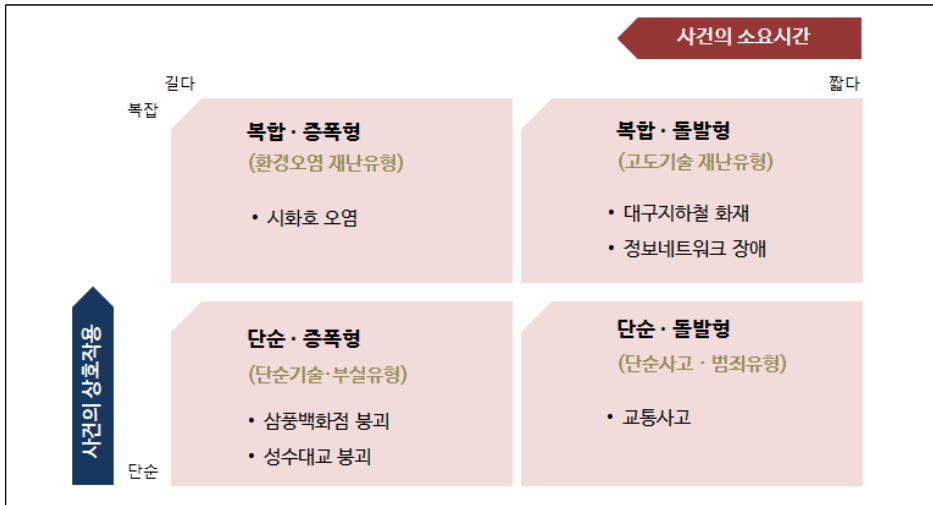 사건의 소요시간
길다
짧다
복잡
복합 · 증폭형
(환경오염 재난유형)
• 시화호 오염
복합 · 돌발형
(고도기술 재난유형)
• 대구지하철 화재
• 정보네트워크 장애
사건의 상호작용
단순 · 증폭형
(단순기술·부실유형)
• 삼풍백화점 붕괴
• 성수대교 붕괴
단순 · 돌발형
(단순사고 · 범죄유형)
• 교통사고
단순